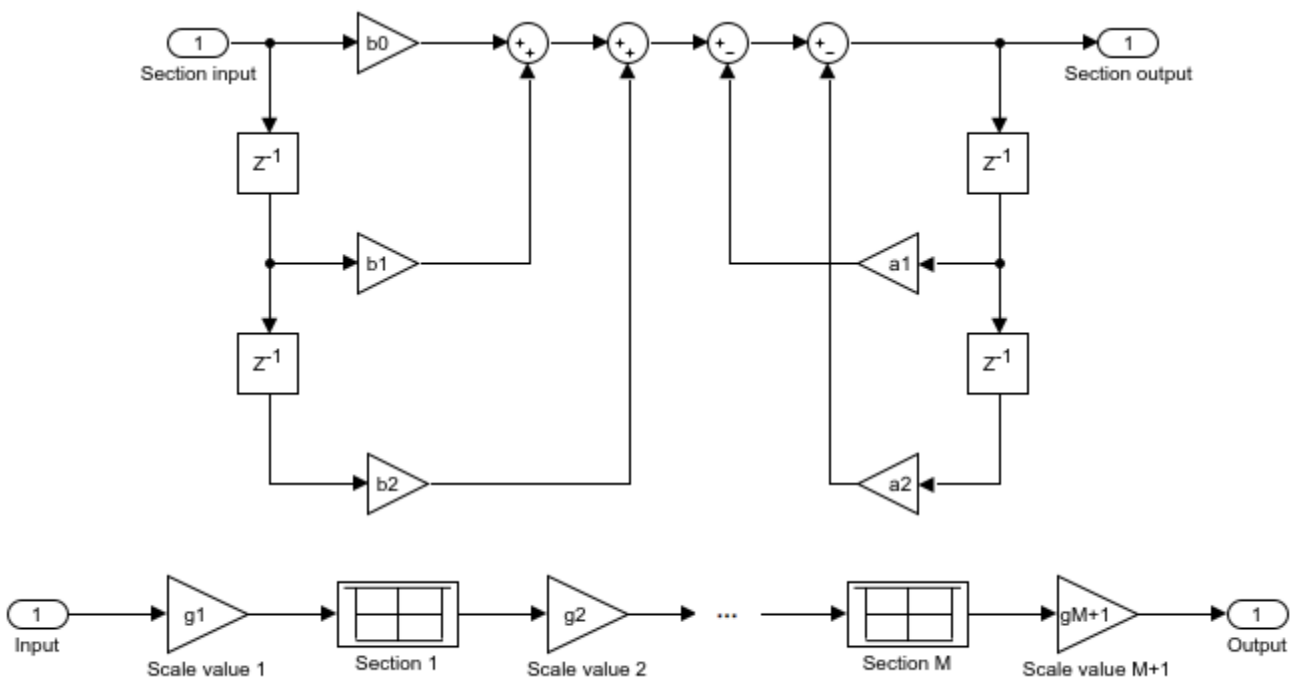 1 b0 + + + + + − + − 1
Section input Section output
Z-1 Z-1
b1 a1
Z-1 Z-1
b2 a2
1 g1 g2 ... gM+1 1
Input Scale value 1 Section 1 Scale value 2 Section M Scale value M+1 Output